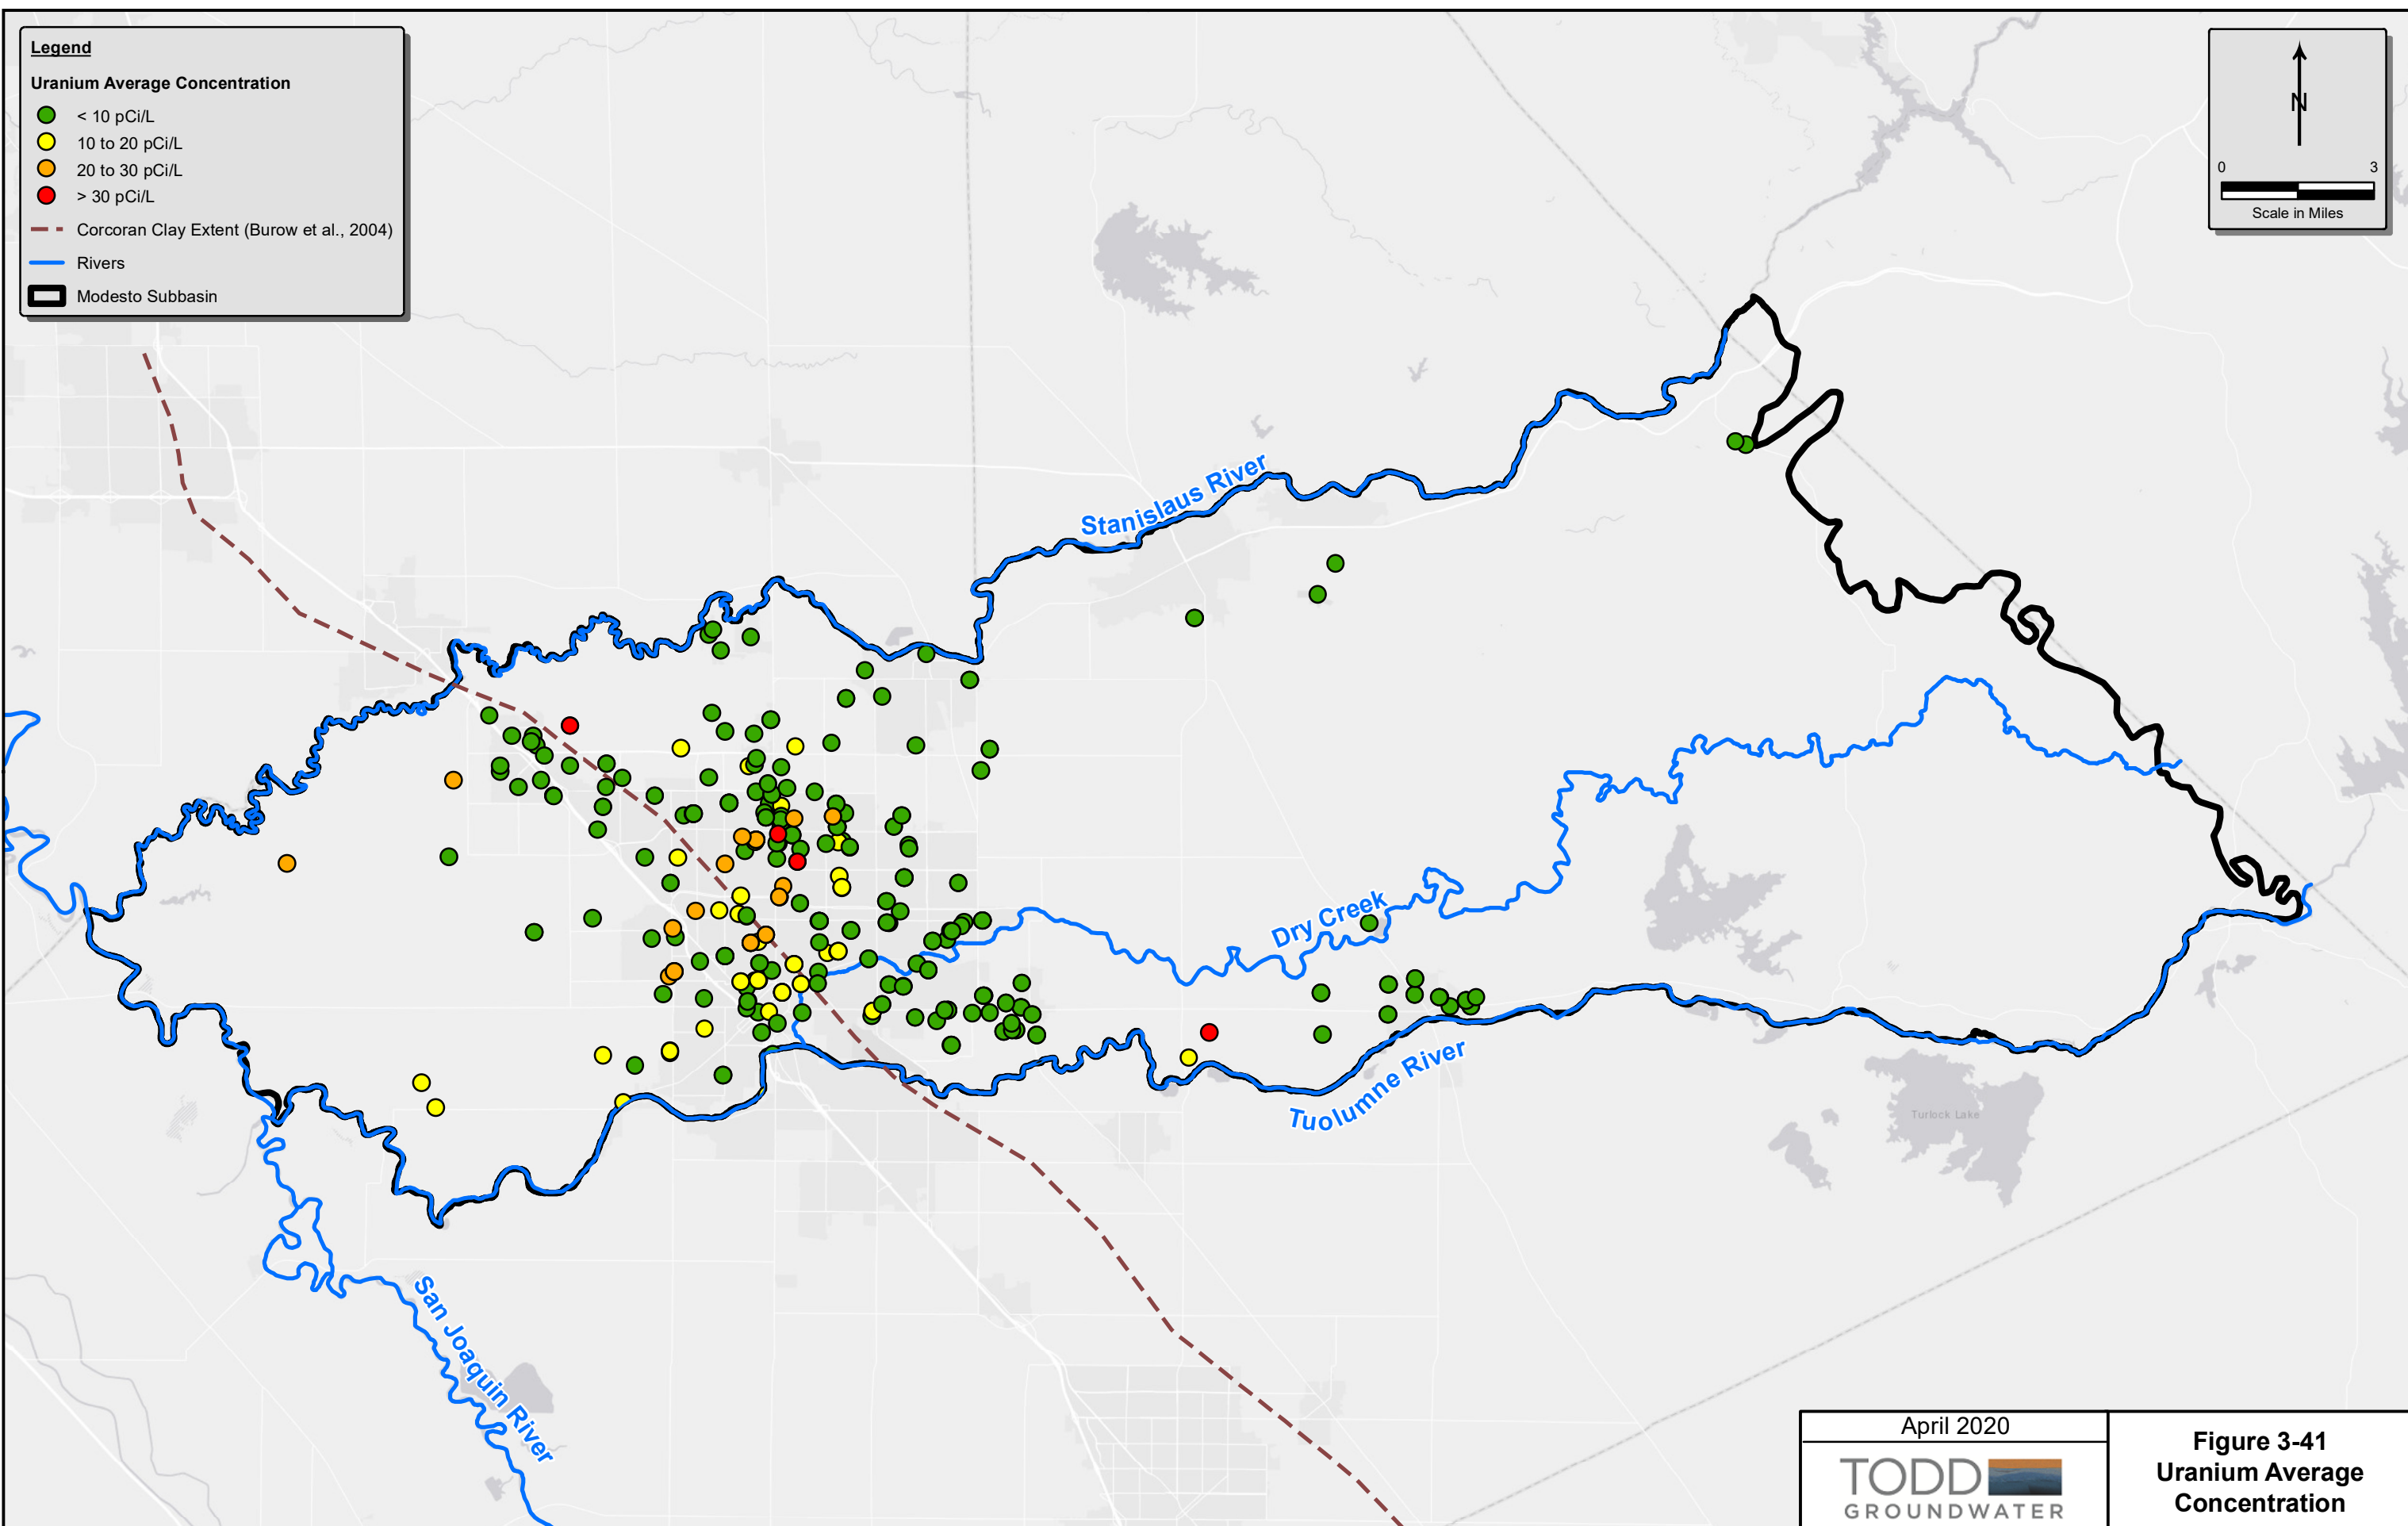 Legend
Uranium Average Concentration
< 10 pCi/L
10 to 20 pCi/L
20 to 30 pCi/L
> 30 pCi/L
Corcoran Clay Extent (Burow et al., 2004)
Rivers
Modesto Subbasin
N
0 3
Scale in Miles
Stanislaus River
Dry Creek
Tuolumne River
Turlock Lake
San Joaquin River
April 2020
TODD
GROUNDWATER
Figure 3-41
Uranium Average
Concentration